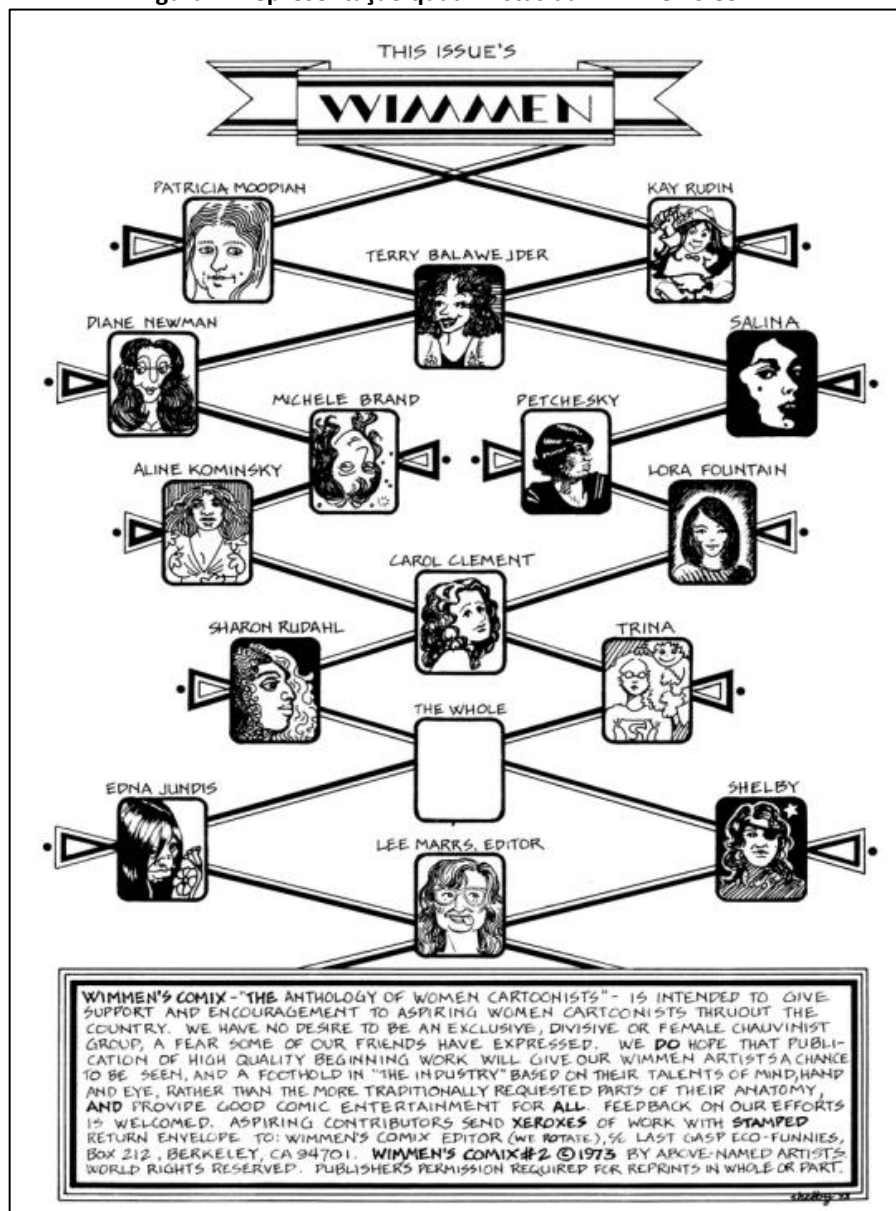 Figura Representação
THIS ISSUE'S
WIMMEN
PATRICIA MOODIAN
KAY RUDIN
TERRY BALAWEJDER
DIANE NEWMAN
SALINA
MICHELE BRAND
PETCHESKY
ALINE KOMINSKY
LORA FOUNTAIN
CAROL CLEMENT
SHARON RUDAHL
TRINA
THE WHOLE
EDNA JUNDIS
SHELBY
LEE MARRS, EDITOR
WIMMEN'S COMIX - "THE ANTHOLOGY OF WOMEN CARTOONISTS" - IS INTENDED TO GIVE
SUPPORT AND ENCOURAGEMENT TO ASPIRING WOMEN CARTOONISTS THRUOUT THE
COUNTRY. WE HAVE NO DESIRE TO BE AN EXCLUSIVE, DIVISIVE OR FEMALE CHAUVINIST
GROUP, A FEAR SOME OF OUR FRIENDS HAVE EXPRESSED. WE DO HOPE THAT PUBLI-
CATION OF HIGH QUALITY BEGINNING WORK WILL GIVE OUR WIMMEN ARTISTS A CHANCE
TO BE SEEN, AND A FOOTHOLD IN "THE INDUSTRY" BASED ON THEIR TALENTS OF MIND, HAND
AND EYE, RATHER THAN THE MORE TRADITIONALLY REQUESTED PARTS OF THEIR ANATOMY,
AND PROVIDE GOOD COMIC ENTERTAINMENT FOR ALL. FEEDBACK ON OUR EFFORTS
IS WELCOMED. ASPIRING CONTRIBUTORS SEND XEROXES OF WORK WITH STAMPED
RETURN ENVELOPE TO: WIMMEN'S COMIX EDITOR (WE ROTATE), % LAST GASP ECO-FUNNIES,
BOX 212, BERKELEY, CA 94701. WIMMEN'S COMIX #2 © 1973 BY ABOVE-NAMED ARTISTS.
WORLD RIGHTS RESERVED. PUBLISHER'S PERMISSION REQUIRED FOR REPRINTS IN WHOLE OR PART.
shelby 73